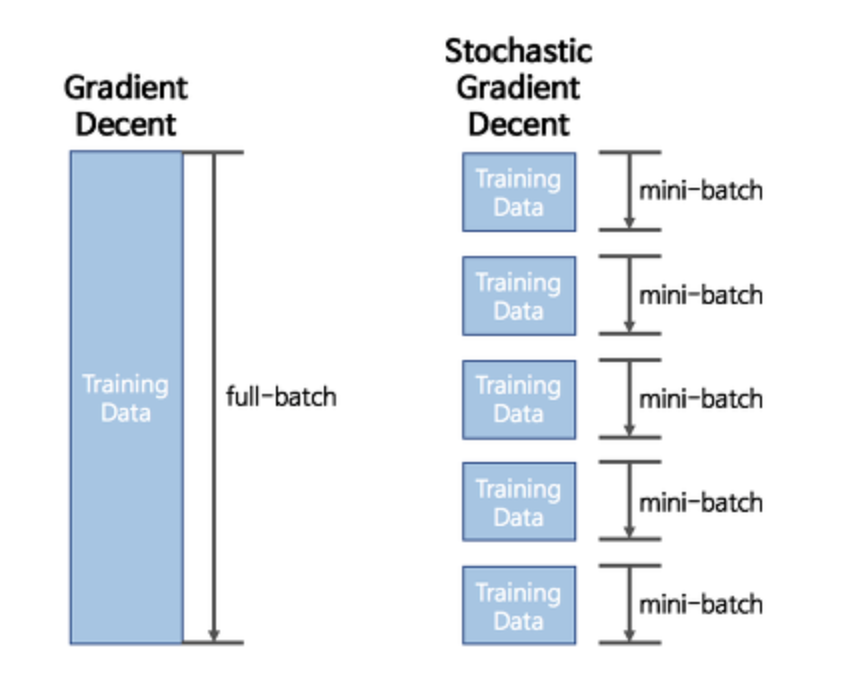 Gradient
Decent
Training
Data
full-batch
Stochastic
Gradient
Decent
Training
Data
mini-batch
Training
Data
mini-batch
Training
Data
mini-batch
Training
Data
mini-batch
Training
Data
mini-batch